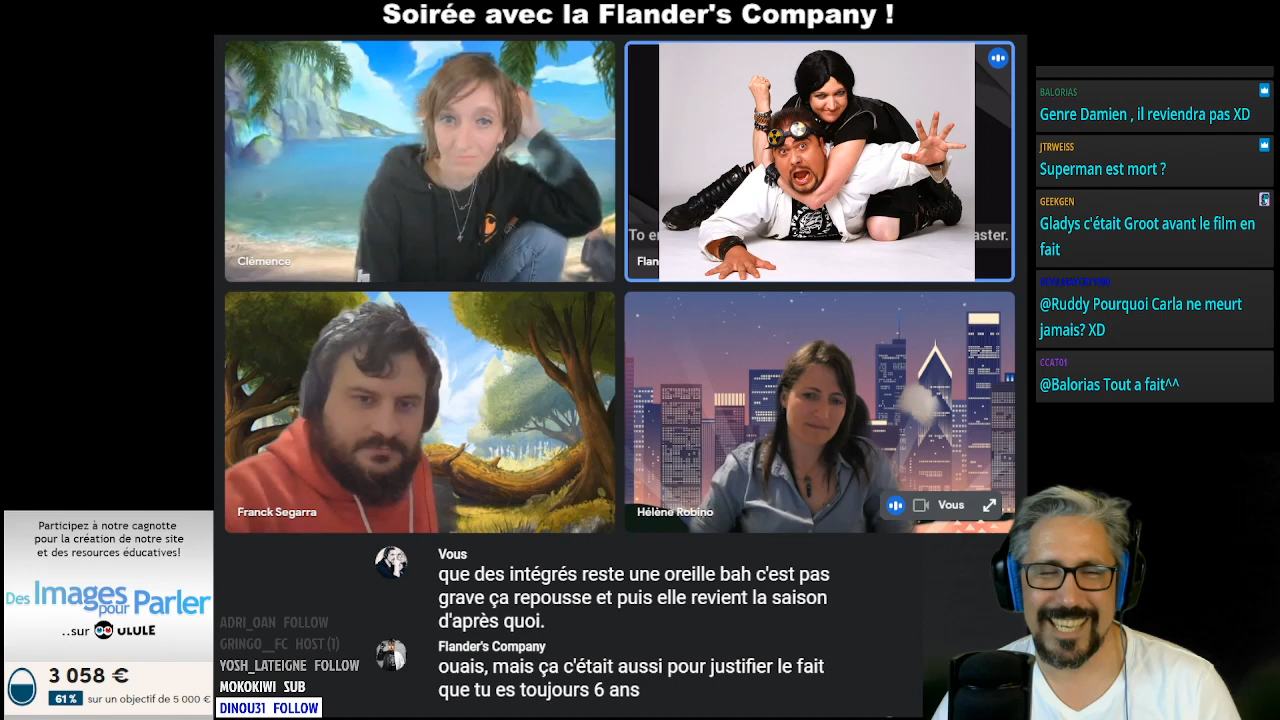 Soirée avec la Flander's Company !
Clémence
To en
aster.
Flan
Franck Segarra
Hélène Robino
Vous
BALORIAS
Genre Damien , il reviendra pas XD
JTRWEISS
Superman est mort ?
GEEKGEN
Gladys c'était Groot avant le film en
fait
@Ruddy Pourquoi Carla ne meurt
jamais? XD
CCAT01
@Balorias Tout a fait^^
Participez à notre cagnotte
pour la création de notre site
et des resources éducatives!
Des Images pour Parler
..sur ULULE
3 058 €
61 % sur un objectif de 5 000 €
ADRI_OAN FOLLOW
GRINGO__FC HOST (1)
YOSH_LATEIGNE FOLLOW
MOKOKIWI SUB
DINOU31 FOLLOW
Vous
que des intégrés reste une oreille bah c'est pas
grave ça repousse et puis elle revient la saison
d'après quoi.
Flander's Company
ouais, mais ça c'était aussi pour justifier le fait
que tu es toujours 6 ans